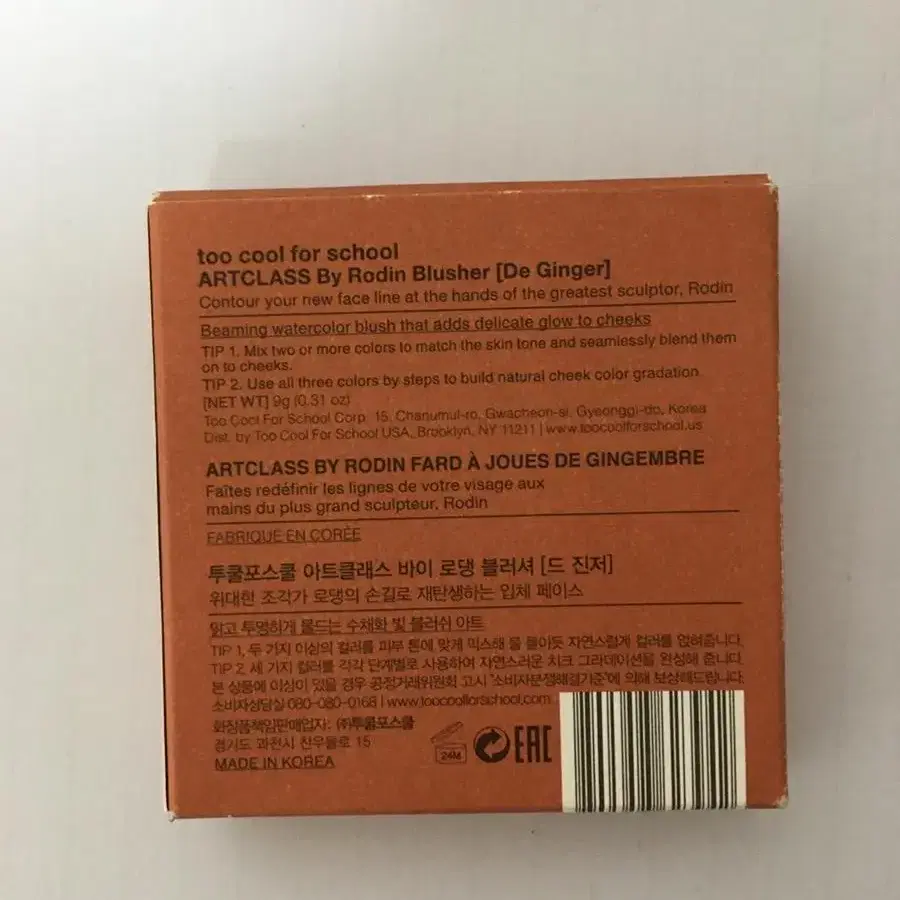 too cool for school
ARTCLASS By Rodin Blusher [De Ginger]
Contour your new face line at the hands of the greatest sculptor, Rodin
Beaming watercolor blush that adds delicate glow to cheeks
TIP 1. Mix two or more colors to match the skin tone and seamlessly blend them
on to cheeks.
TIP 2. Use all three colors by steps to build natural cheek color gradation.
[NET WT] 9g (0.31 oz)
Too Cool For School Corp. 15, Chanumul-ro, Gwacheon-si, Gyeonggi-do, Korea
Dist. by Too Cool For School USA, Brooklyn, NY 11211 | www.toocoolforschool.us
ARTCLASS BY RODIN FARD À JOUES DE GINGEMBRE
Faîtes redéfinir les lignes de votre visage aux
mains du plus grand sculpteur, Rodin
FABRIQUE EN CORÉE
투쿨포스쿨 아트클래스 바이 로댕 블러셔 [드 진저]
위대한 조각가 로댕의 손길로 재탄생하는 입체 페이스
맑고 투명하게 물드는 수채화 빛 블러쉬 아트
TIP 1, 두 가지 이상의 컬러를 피부 톤에 맞게 믹스해 물 들이듯 자연스럽게 컬러를 얹혀줍니다.
TIP 2, 세 가지 컬러를 각각 단계별로 사용하여 자연스러운 치크 그라데이션을 완성해 줍니다.
본 상품에 이상이 있을 경우 공정거래위원회 고시 "소비자분쟁해결기준"에 의해 보상해드립니다.
소비자상담실 080-080-0168 | www.toocoolforschool.com
화장품책임판매업자: (주)투쿨포스쿨
경기도 과천시 찬우물로 15
MADE IN KOREA
24M
EAC